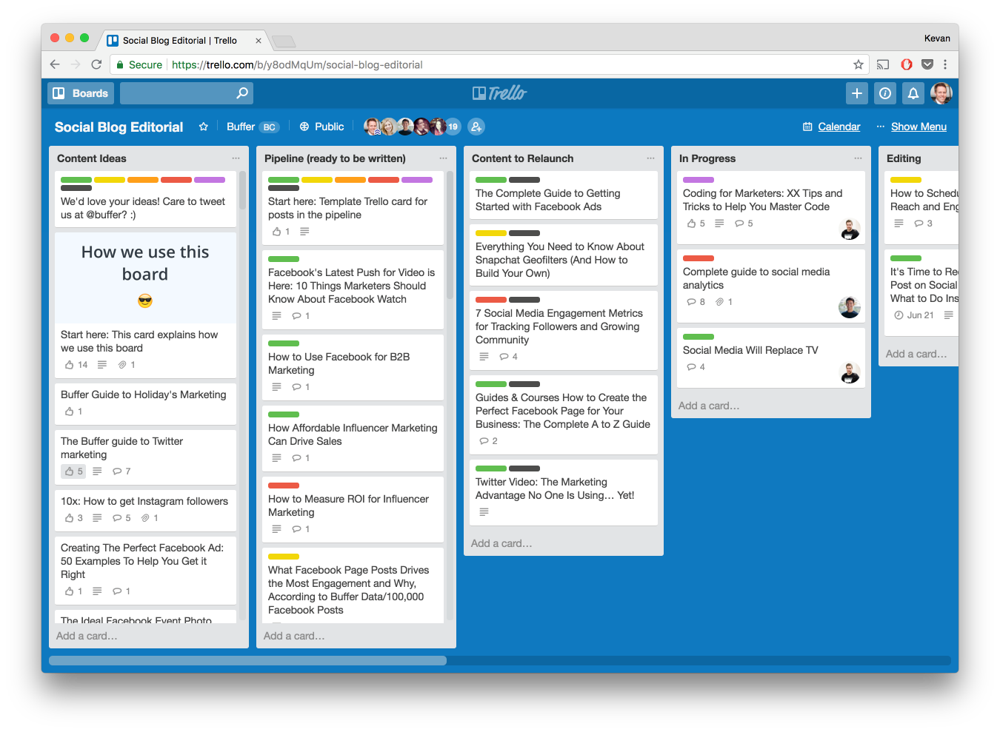 Social Blog Editorial | Trello
Kevan
Secure
https://trello.com/b/y8odMqUm/social-blog-editorial
Boards
Trello
Social Blog Editorial
Buffer BC
Public
19
Calendar
... Show Menu
Content Ideas
We'd love your ideas! Care to tweet
us at @buffer? :)
How we use this
board
Start here: This card explains how
we use this board
14 1
Buffer Guide to Holiday's Marketing
1
The Buffer guide to Twitter
marketing
5 7
10x: How to get Instagram followers
3 5 1
Creating The Perfect Facebook Ad:
50 Examples To Help You Get it
Right
1 1
The Ideal Facebook Event Photo
Add a card...
Pipeline (ready to be written)
Start here: Template Trello card for
posts in the pipeline
1
Facebook's Latest Push for Video is
Here: 10 Things Marketers Should
Know About Facebook Watch
1
How to Use Facebook for B2B
Marketing
1
How Affordable Influencer Marketing
Can Drive Sales
1
How to Measure ROI for Influencer
Marketing
1
What Facebook Page Posts Drives
the Most Engagement and Why,
According to Buffer Data/100,000
Facebook Posts
Add a card...
Content to Relaunch
The Complete Guide to Getting
Started with Facebook Ads
Everything You Need to Know About
Snapchat Geofilters (And How to
Build Your Own)
7 Social Media Engagement Metrics
for Tracking Followers and Growing
Community
4
Guides & Courses How to Create the
Perfect Facebook Page for Your
Business: The Complete A to Z Guide
2
Twitter Video: The Marketing
Advantage No One Is Using... Yet!
Add a card...
In Progress
Coding for Marketers: XX Tips and
Tricks to Help You Master Code
5 5
Complete guide to social media
analytics
8 1
Social Media Will Replace TV
4
Add a card...
Editing
How to Schedu
Reach and Eng
3
It's Time to Re
Post on Social
What to Do Ins
Jun 21
Add a card...